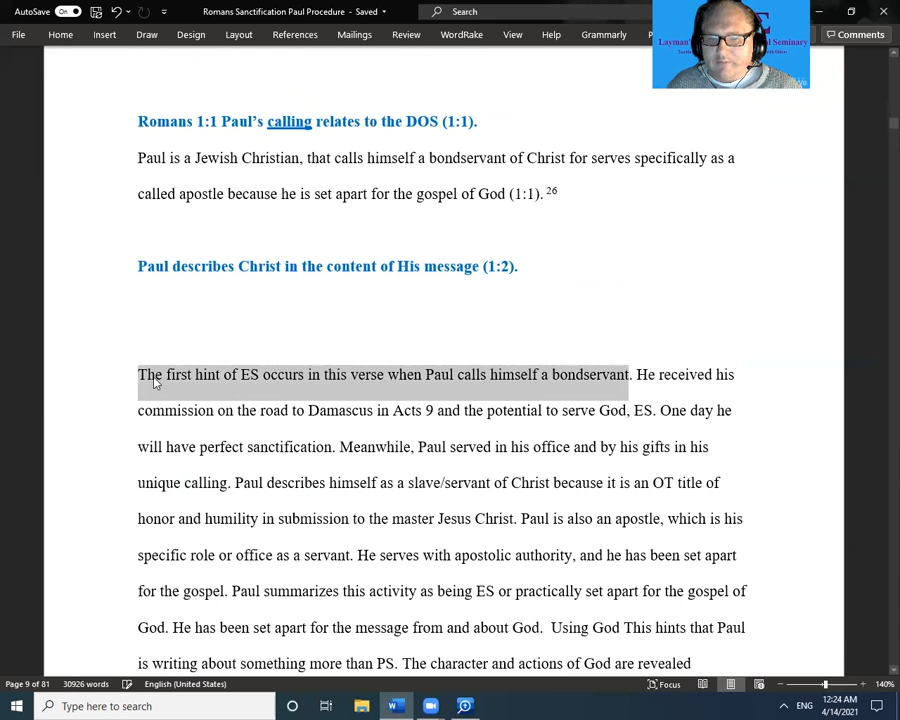 AutoSave On Romans Sanctification Paul Procedure - Saved Search
File Home Insert Draw Design Layout References Mailings Review WordRake View Help Grammarly Comments
Layman's Seminary
Romans 1:1 Paul's calling relates to the DOS (1:1).
Paul is a Jewish Christian, that calls himself a bondservant of Christ for serves specifically as a
called apostle because he is set apart for the gospel of God (1:1). 26
Paul describes Christ in the content of His message (1:2).
The first hint of ES occurs in this verse when Paul calls himself a bondservant. He received his
commission on the road to Damascus in Acts 9 and the potential to serve God, ES. One day he
will have perfect sanctification. Meanwhile, Paul served in his office and by his gifts in his
unique calling. Paul describes himself as a slave/servant of Christ because it is an OT title of
honor and humility in submission to the master Jesus Christ. Paul is also an apostle, which is his
specific role or office as a servant. He serves with apostolic authority, and he has been set apart
for the gospel. Paul summarizes this activity as being ES or practically set apart for the gospel of
God. He has been set apart for the message from and about God.  Using God This hints that Paul
is writing about something more than PS. The character and actions of God are revealed
Page 9 of 81 30926 words English (United States) Focus 140%
Type here to search ENG 12:24 AM
4/14/2021